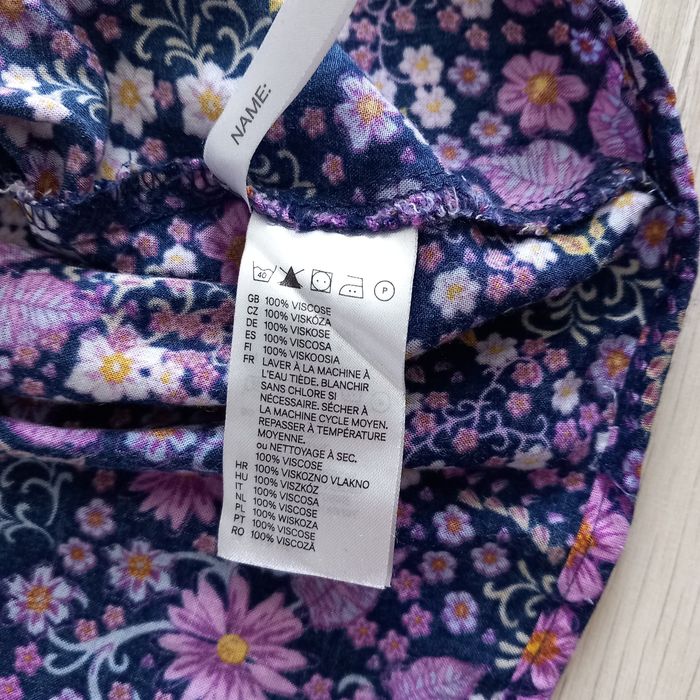 NAME:
40 P
GB 100% VISCOSE
CZ 100% VISKÓZA
DE 100% VISKOSE
ES 100% VISCOSA
FI 100% VISKOOSIA
FR LAVER À LA MACHINE À
L'EAU TIÈDE. BLANCHIR
SANS CHLORE SI
NÉCESSAIRE. SÉCHER À
LA MACHINE CYCLE MOYEN.
REPASSER À TEMPÉRATURE
MOYENNE.
ou NETTOYAGE À SEC.
100% VISCOSE
HR 100% VISKOZNO VLAKNO
HU 100% VISZKÓZ
IT 100% VISCOSA
NL 100% VISCOSE
PL 100% WISKOZA
PT 100% VISCOSE
RO 100% VISCOZĂ